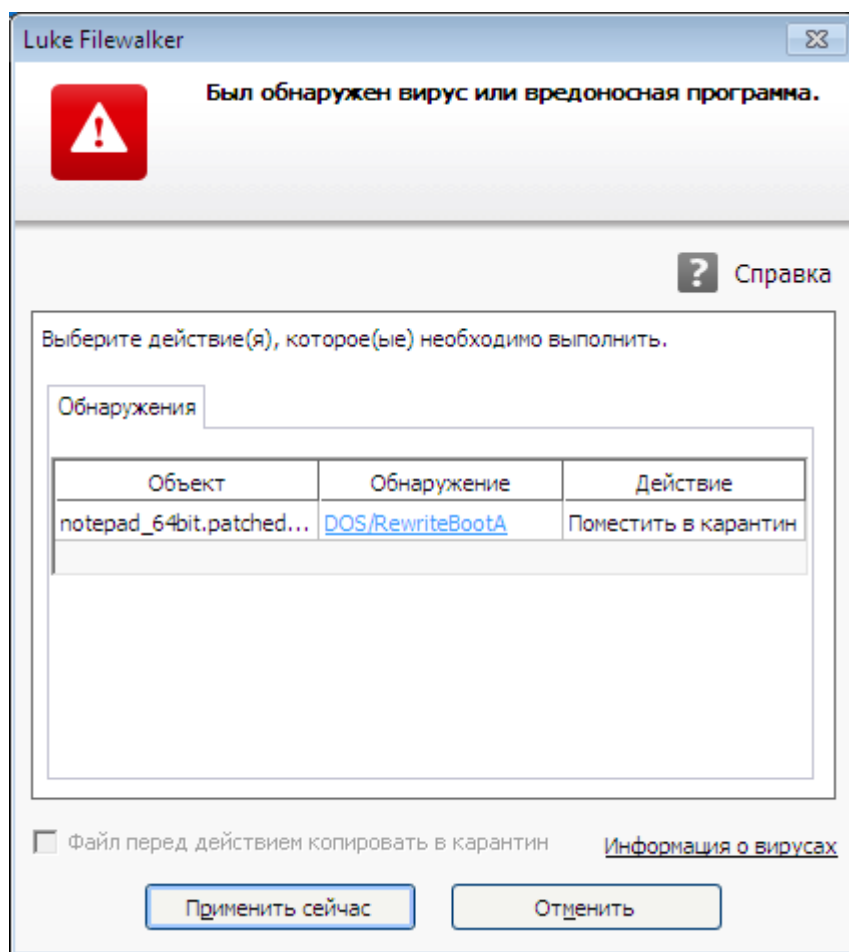 Luke Filewalker
Был обнаружен вирус или вредоносная программа.
? Справка
Выберите действие(я), которое(ые) необходимо выполнить.
Обнаружения
Объект Обнаружение Действие
notepad_64bit.patched... DOS/RewriteBootA Поместить в карантин
Файл перед действием копировать в карантин Информация о вирусах
Применить сейчас Отменить